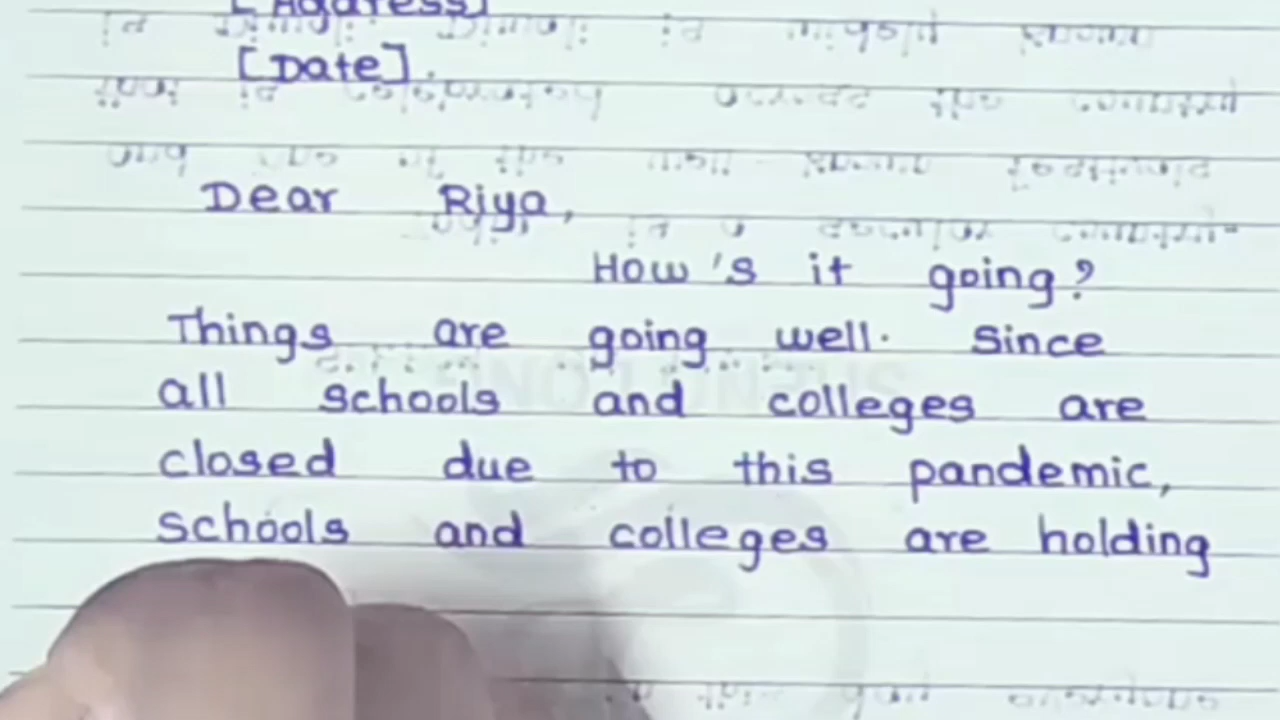 [Address]
[Date].
Dear Riya,
How's it going?
Things are going well. Since
all schools and colleges are
closed due to this pandemic,
schools and colleges are holding